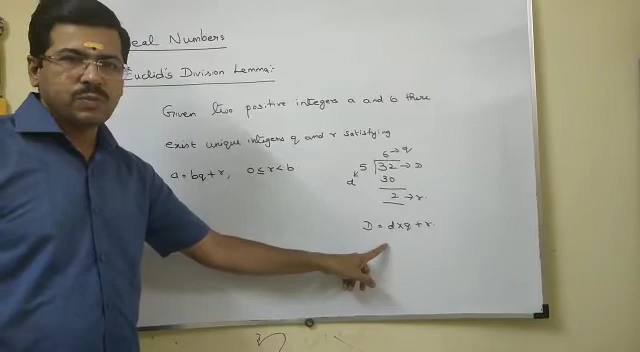 eal Numbers
Euclid's Division Lemma:-
Given two positive integers a and b there
exist unique integers q and r satisfying
a = bq + r, 0 ≤ r < b
6 → q
5 32 → D
d
30
2 → r.
D = d×q + r.